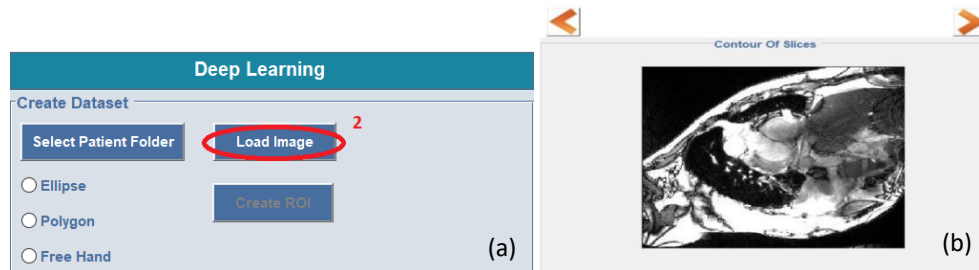 Deep Learning
Create Dataset
Select Patient Folder
Load Image
2
Ellipse
Create ROI
Polygon
Free Hand
(a)
Contour Of Slices
(b)